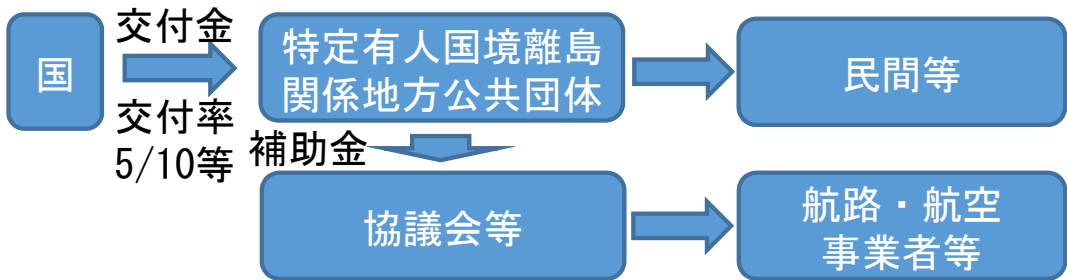 国
交付金
交付率
5/10等
特定有人国境離島
関係地方公共団体
民間等
補助金
協議会等
航路・航空
事業者等